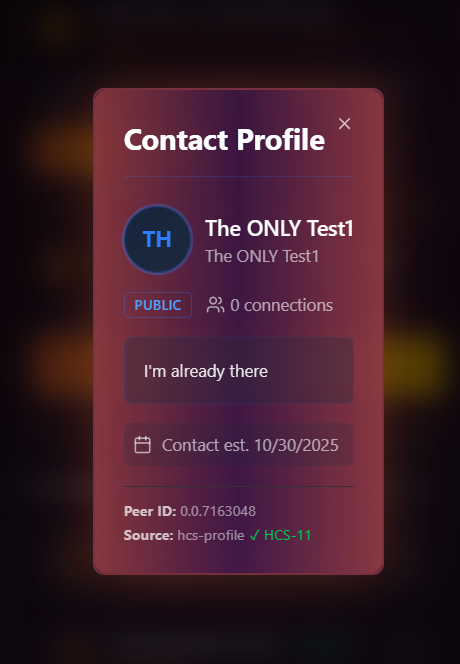 Contact Profile
TH
The ONLY Test1
The ONLY Test1
PUBLIC
0 connections
I'm already there
Contact est. 10/30/2025
Peer ID: 0.0.7163048
Source: hcs-profile ✓ HCS-11